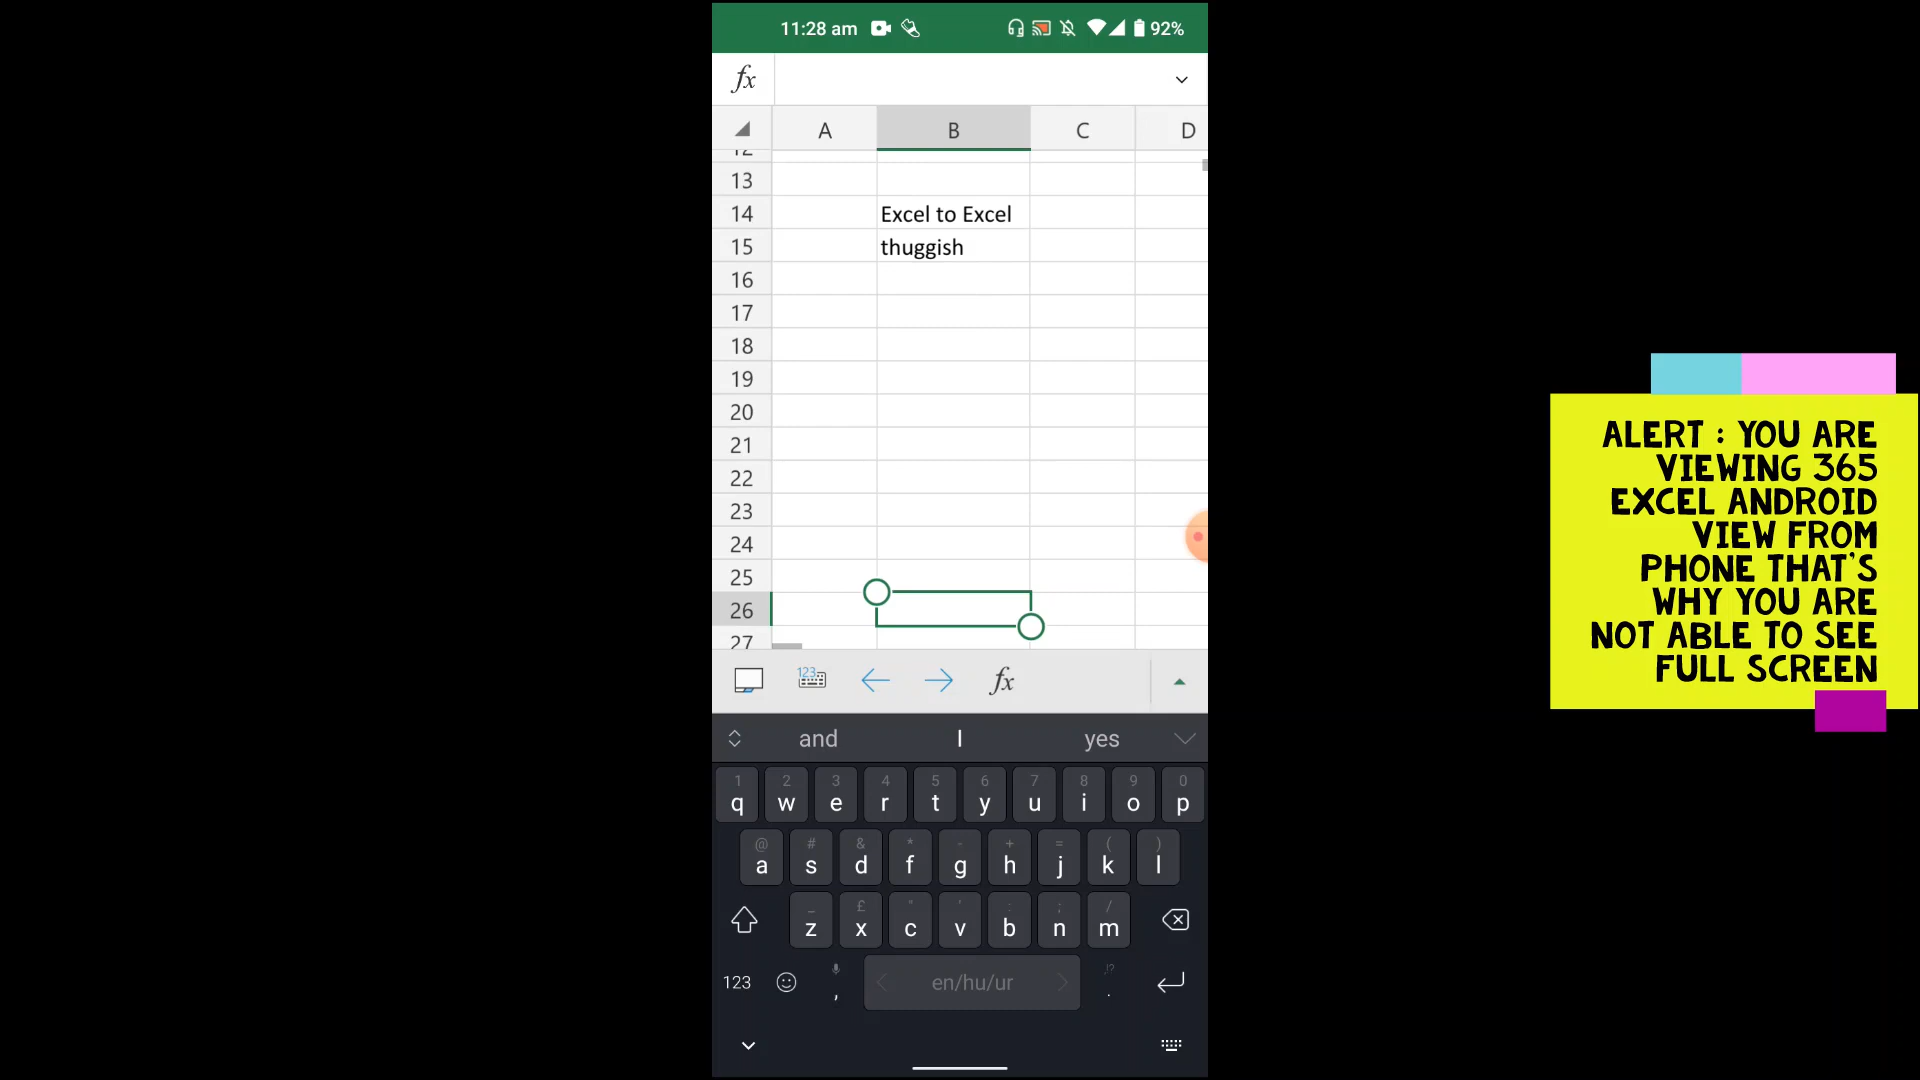 11:28 am 92%
fx
A B C D
12
13
14 Excel to Excel
15 thuggish
16
17
18
19
20
21
22
23
24
25
26
27
123 fx
and I yes
1 2 3 4 5 6 7 8 9 0
q w e r t y u i o p
@ # & * - + = ( )
a s d f g h j k l
_ £ " ' : ; /
z x c v b n m
123 , en/hu/ur !? .
ALERT : YOU ARE
VIEWING 365
EXCEL ANDROID
VIEW FROM
PHONE THAT'S
WHY YOU ARE
NOT ABLE TO SEE
FULL SCREEN